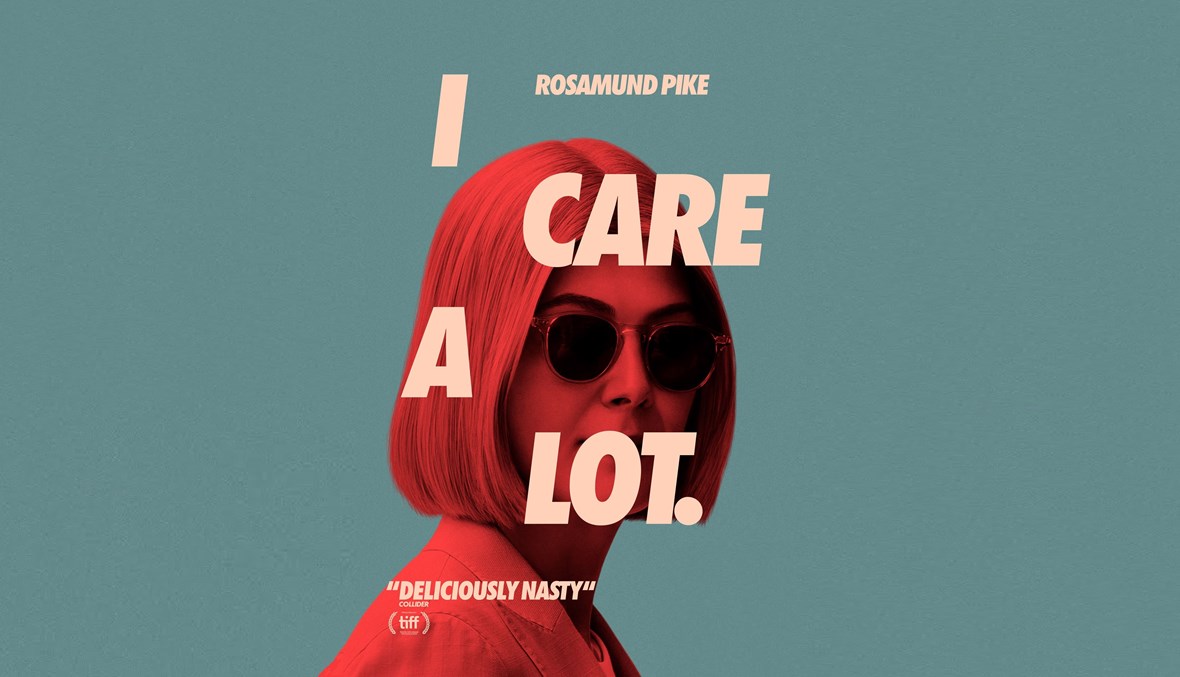 I
ROSAMUND PIKE
CARE
A
LOT.
“DELICIOUSLY NASTY“
COLLIDER
tiff